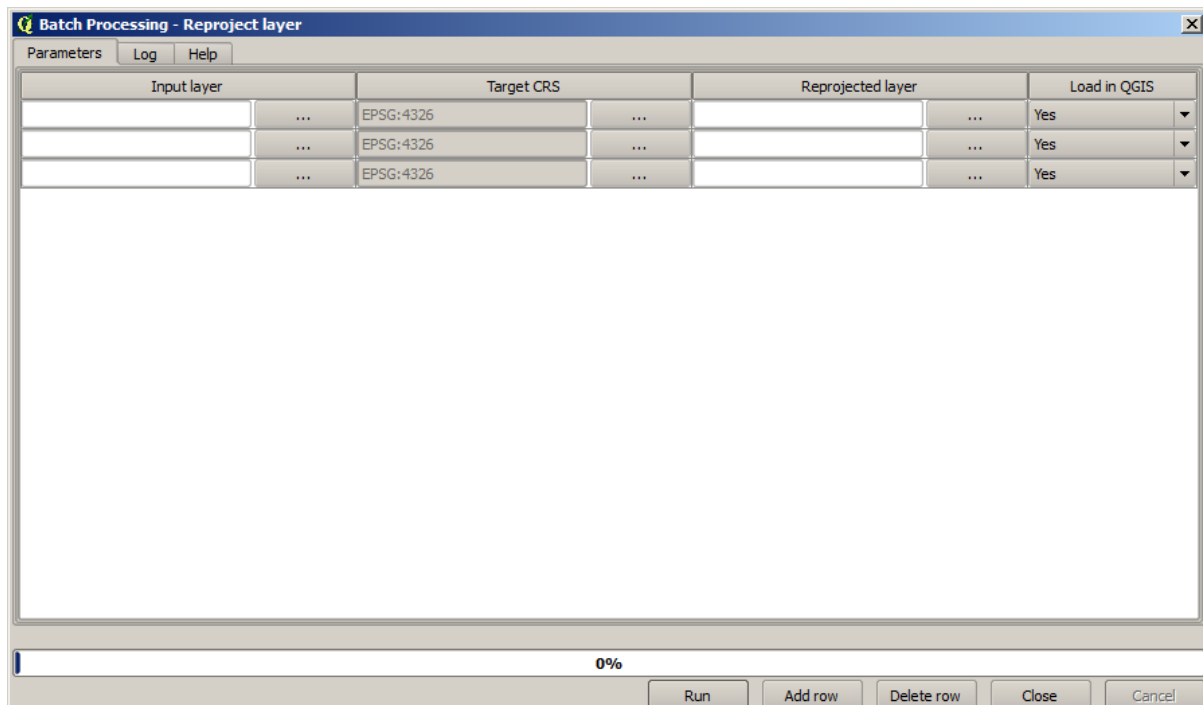 Batch Processing - Reproject layer
Parameters Log Help
Input layer Target CRS Reprojected layer Load in QGIS
... EPSG:4326 ... ... Yes
... EPSG:4326 ... ... Yes
... EPSG:4326 ... ... Yes
0%
Run Add row Delete row Close Cancel